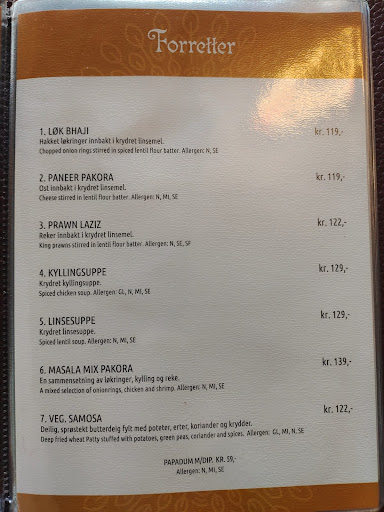 Forretter
1. LØK BHAJI kr. 119,-
Hakket løkringer innbakt i krydret linsemel.
Chopped onion rings stirred in spiced lentil flour batter. Allergen: N, SE
2. PANEER PAKORA kr. 119,-
Ost innbakt i krydret linsemel.
Cheese stirred in lentil flour batter. Allergen: N, MI, SE
3. PRAWN LAZIZ kr. 122,-
Reker innbakt i krydret linsemel.
King prawns stirred in lentil flour batter. Allergen: N, SE, SF
4. KYLLINGSUPPE kr. 129,-
Krydret kyllingsuppe.
Spiced chicken soup. Allergen: GL, N, MI, SE
5. LINSESUPPE kr. 129,-
Krydret linsesuppe.
Spiced lentil soup. Allergen: N, MI, SE
6. MASALA MIX PAKORA kr. 139,-
En sammensetning av løkringer, kylling og reke.
A mixed selection of onionrings, chicken and shrimp. Allergen: N, MI, SE
7. VEG. SAMOSA kr. 122,-
Deilig, sprøstekt butterdeig fylt med poteter, erter, koriander og krydder.
Deep fried wheat Patty stuffed with potatoes, green peas, coriander and spices. Allergen: GL, MI, N, SE
PAPADUM M/DIP. KR. 59,-
Allergen: N, MI, SE